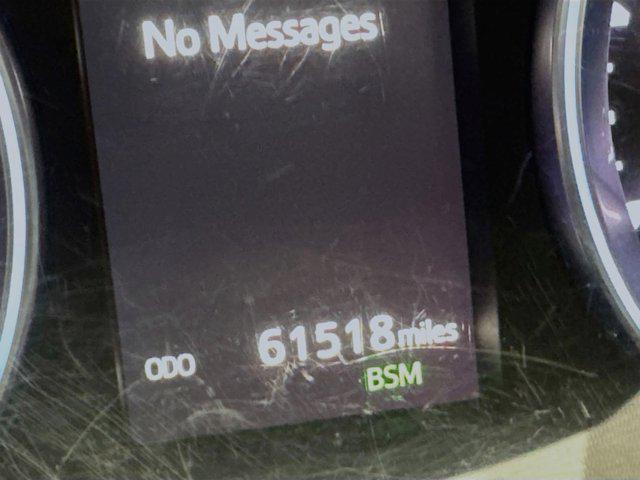 No Messages
ODO 61518 miles
BSM